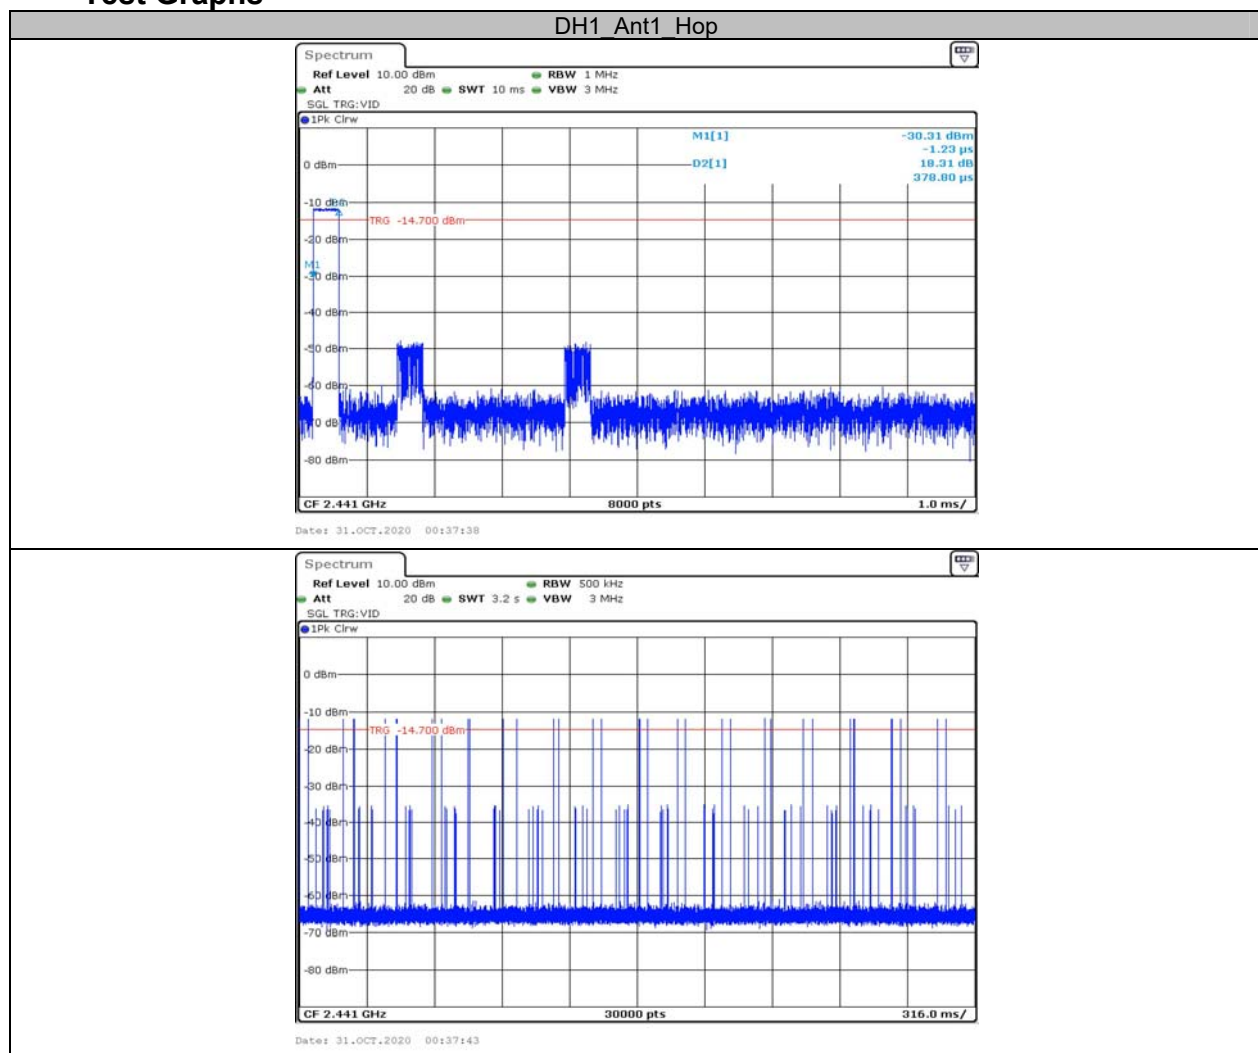 Test Graphs
DH1_Ant1_Hop
Spectrum
Ref Level 10.00 dBm RBW 1 MHz
Att 20 dB SWT 10 ms VBW 3 MHz
SGL TRG:VID
1Pk Clrw
M1[1] -30.31 dBm
-1.23 µs
0 dBm D2[1] 18.31 dB
378.80 µs
-10 dBm
TRG -14.700 dBm
-20 dBm
M1
-30 dBm
-40 dBm
-50 dBm
-60 dBm
-70 dBm
-80 dBm
CF 2.441 GHz 8000 pts 1.0 ms/
Date: 31.OCT.2020 00:37:38
Spectrum
Ref Level 10.00 dBm RBW 500 kHz
Att 20 dB SWT 3.2 s VBW 3 MHz
SGL TRG:VID
1Pk Clrw
0 dBm
-10 dBm
TRG -14.700 dBm
-20 dBm
-30 dBm
-40 dBm
-50 dBm
-60 dBm
-70 dBm
-80 dBm
CF 2.441 GHz 30000 pts 316.0 ms/
Date: 31.OCT.2020 00:37:43